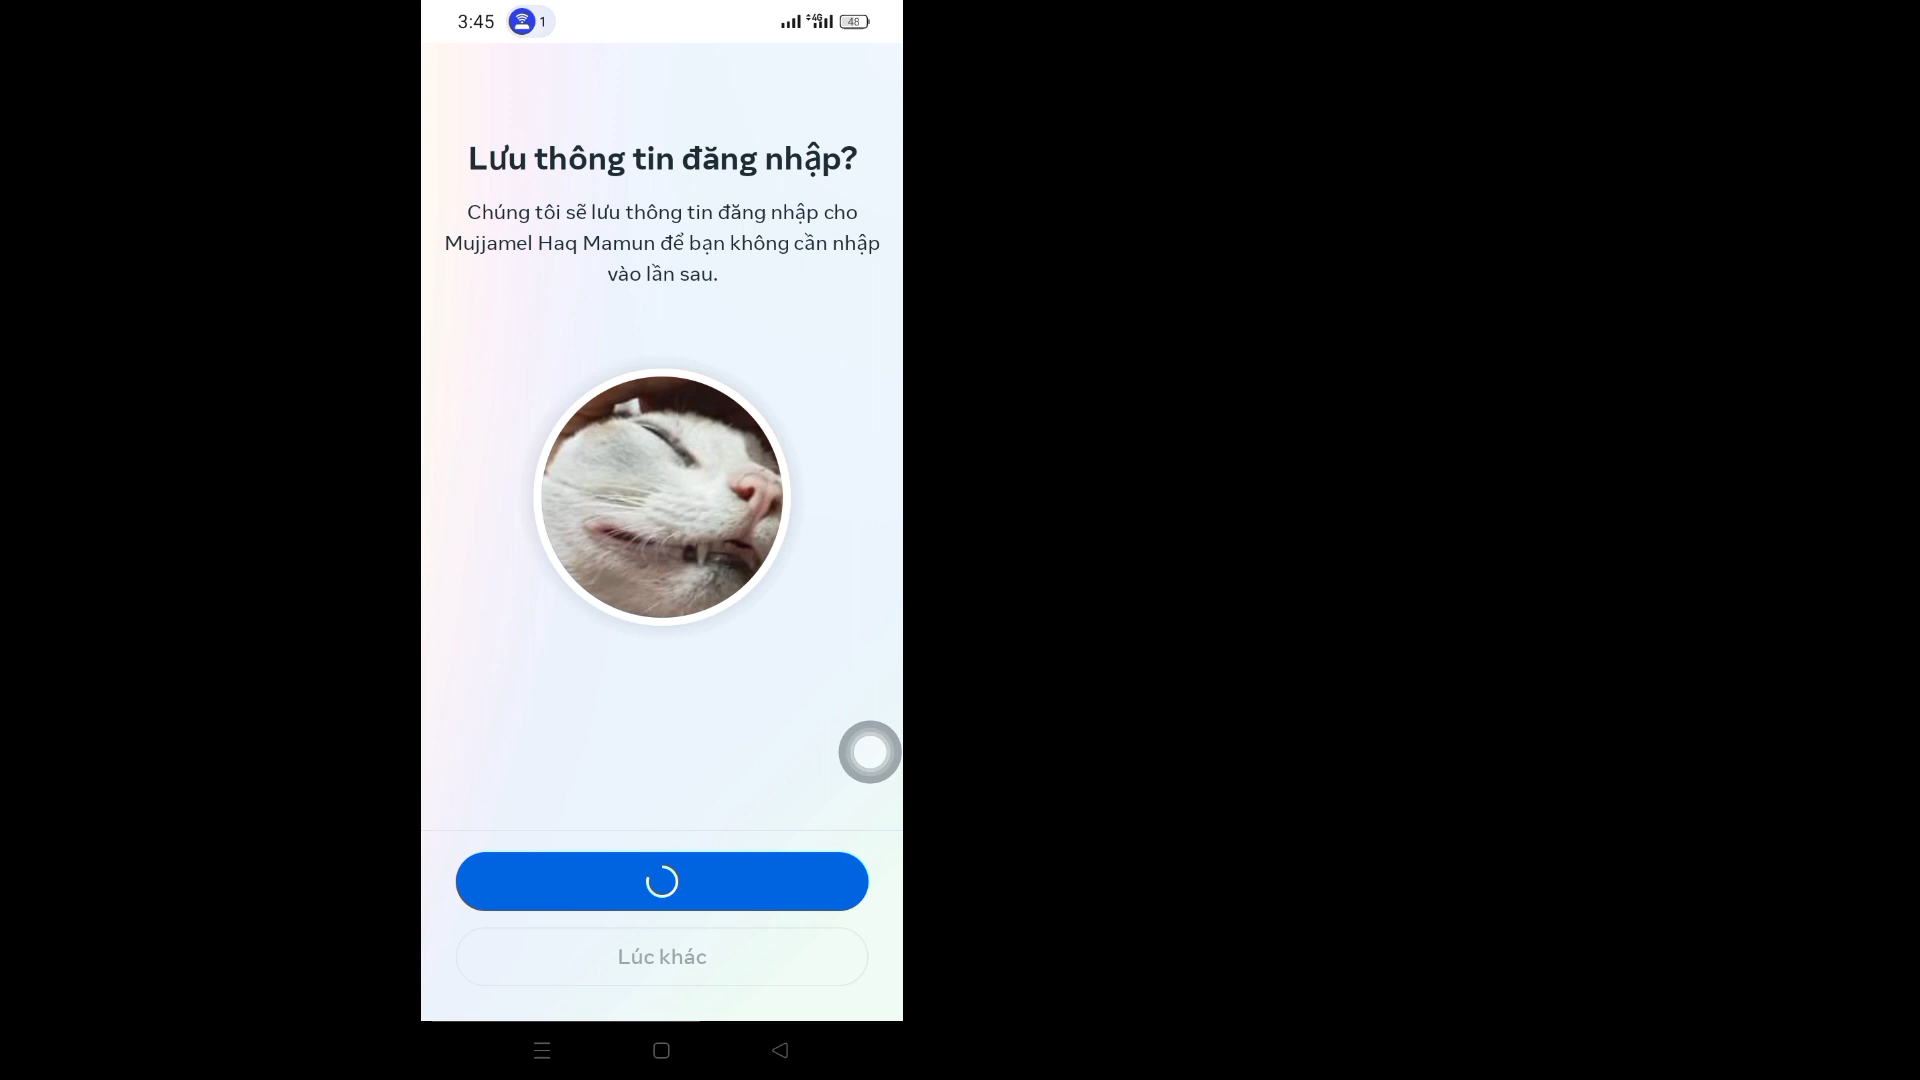 3:45
1
4G
48
Lưu thông tin đăng nhập?
Chúng tôi sẽ lưu thông tin đăng nhập cho
Mujjamel Haq Mamun để bạn không cần nhập
vào lần sau.
Lúc khác